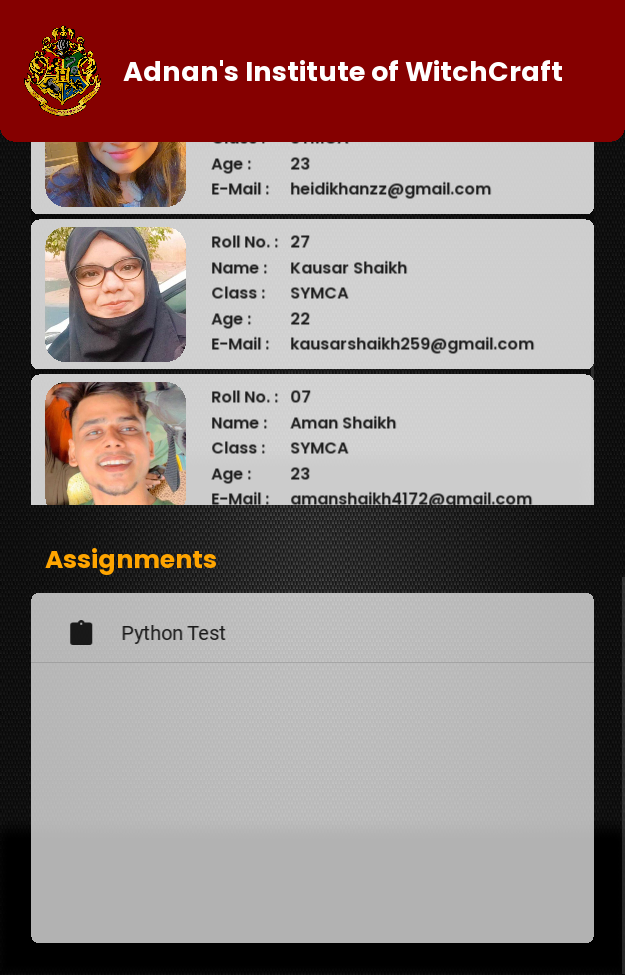 Adnan's Institute of WitchCraft
Age : 23
E-Mail : heidikhanzz@gmail.com
Roll No. : 27
Name : Kausar Shaikh
Class : SYMCA
Age : 22
E-Mail : kausarshaikh259@gmail.com
Roll No. : 07
Name : Aman Shaikh
Class : SYMCA
Age : 23
E-Mail : amanshaikh4172@gmail.com
Assignments
Python Test